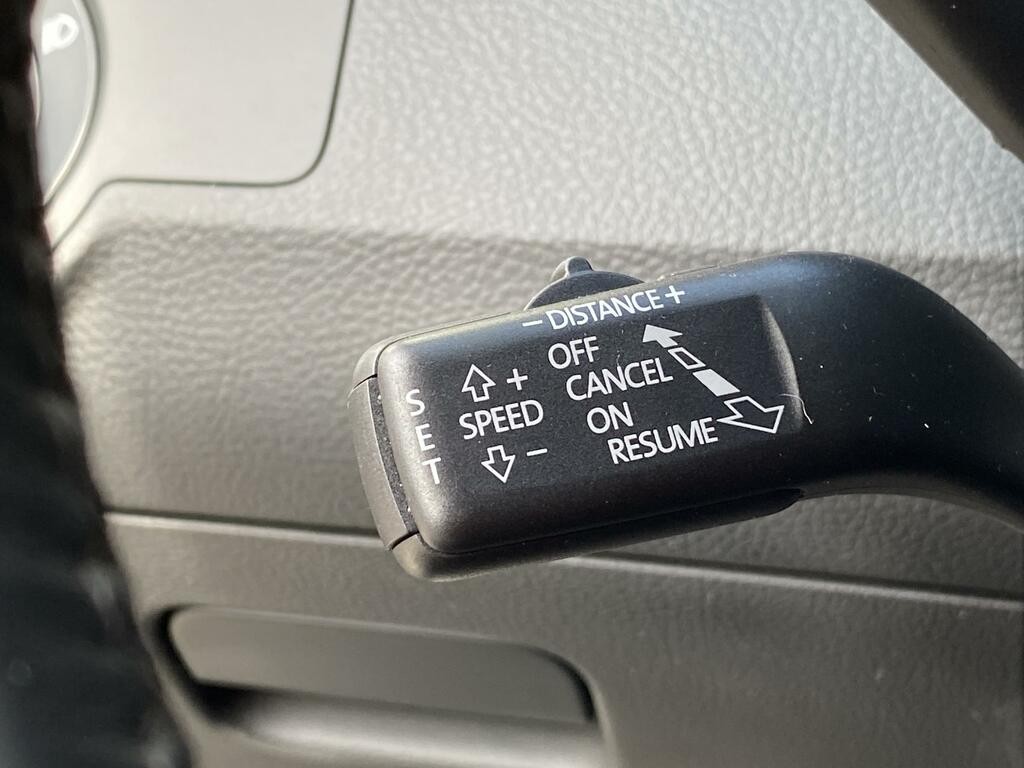 - DISTANCE +
OFF
CANCEL
ON
RESUME
+
SPEED
-
SET